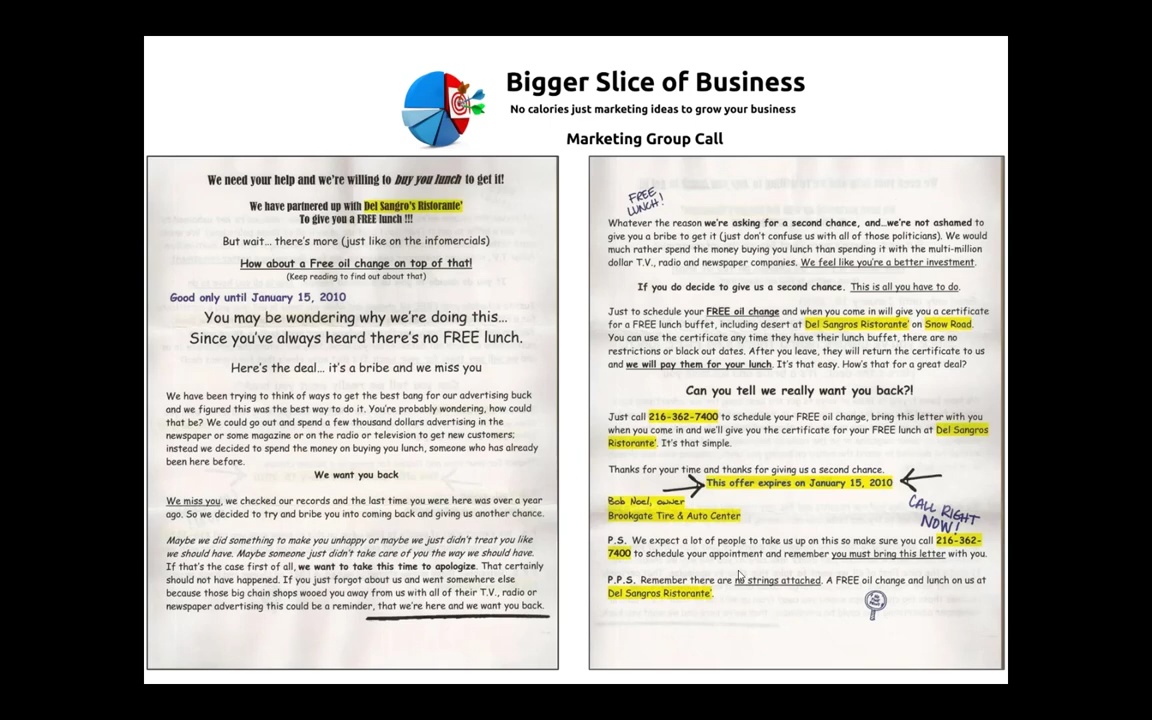 Bigger Slice of Business
No calories just marketing ideas to grow your business
Marketing Group Call
We need your help and we're willing to buy you lunch to get it!
We have partnered up with Del Sangro's Ristorante'
To give you a FREE lunch !!!
But wait... there's more (just like on the infomercials)
How about a Free oil change on top of that!
(Keep reading to find out about that)
Good only until January 15, 2010
You may be wondering why we're doing this...
Since you've always heard there's no FREE lunch.
Here's the deal... it's a bribe and we miss you
We have been trying to think of ways to get the best bang for our advertising buck
and we figured this was the best way to do it. You're probably wondering, how could
that be? We could go out and spend a few thousand dollars advertising in the
newspaper or some magazine or on the radio or television to get new customers;
instead we decided to spend the money on buying you lunch, someone who has already
been here before.
We want you back
We miss you, we checked our records and the last time you were here was over a year
ago. So we decided to try and bribe you into coming back and giving us another chance.
Maybe we did something to make you unhappy or maybe we just didn't treat you like
we should have. Maybe someone just didn't take care of you the way we should have.
If that's the case first of all, we want to take this time to apologize. That certainly
should not have happened. If you just forgot about us and went somewhere else
because those big chain shops wooed you away from us with all of their T.V., radio or
newspaper advertising this could be a reminder, that we're here and we want you back.
FREE
LUNCH!
Whatever the reason we're asking for a second chance, and...we're not ashamed to
give you a bribe to get it (just don't confuse us with all of those politicians). We would
much rather spend the money buying you lunch than spending it with the multi-million
dollar T.V., radio and newspaper companies. We feel like you're a better investment.
If you do decide to give us a second chance. This is all you have to do.
Just to schedule your FREE oil change and when you come in will give you a certificate
for a FREE lunch buffet, including desert at Del Sangros Ristorante' on Snow Road.
You can use the certificate any time they have their lunch buffet, there are no
restrictions or black out dates. After you leave, they will return the certificate to us
and we will pay them for your lunch. It's that easy. How's that for a great deal?
Can you tell we really want you back?!
Just call 216-362-7400 to schedule your FREE oil change, bring this letter with you
when you come in and we'll give you the certificate for your FREE lunch at Del Sangros
Ristorante'. It's that simple.
Thanks for your time and thanks for giving us a second chance.
This offer expires on January 15, 2010
Bob Noel, owner
Brookgate Tire & Auto Center
CALL RIGHT
NOW!
P.S. We expect a lot of people to take us up on this so make sure you call 216-362-
7400 to schedule your appointment and remember you must bring this letter with you.
P.P.S. Remember there are no strings attached. A FREE oil change and lunch on us at
Del Sangros Ristorante'.